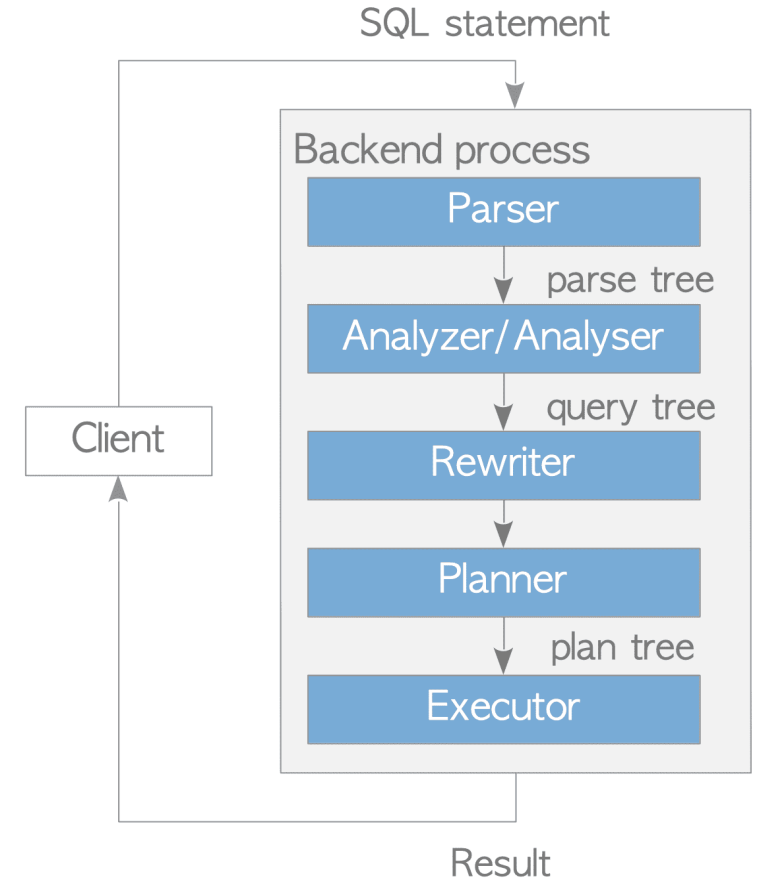 SQL statement
Backend process
Parser
parse tree
Analyzer/Analyser
query tree
Client
Rewriter
Planner
plan tree
Executor
Result